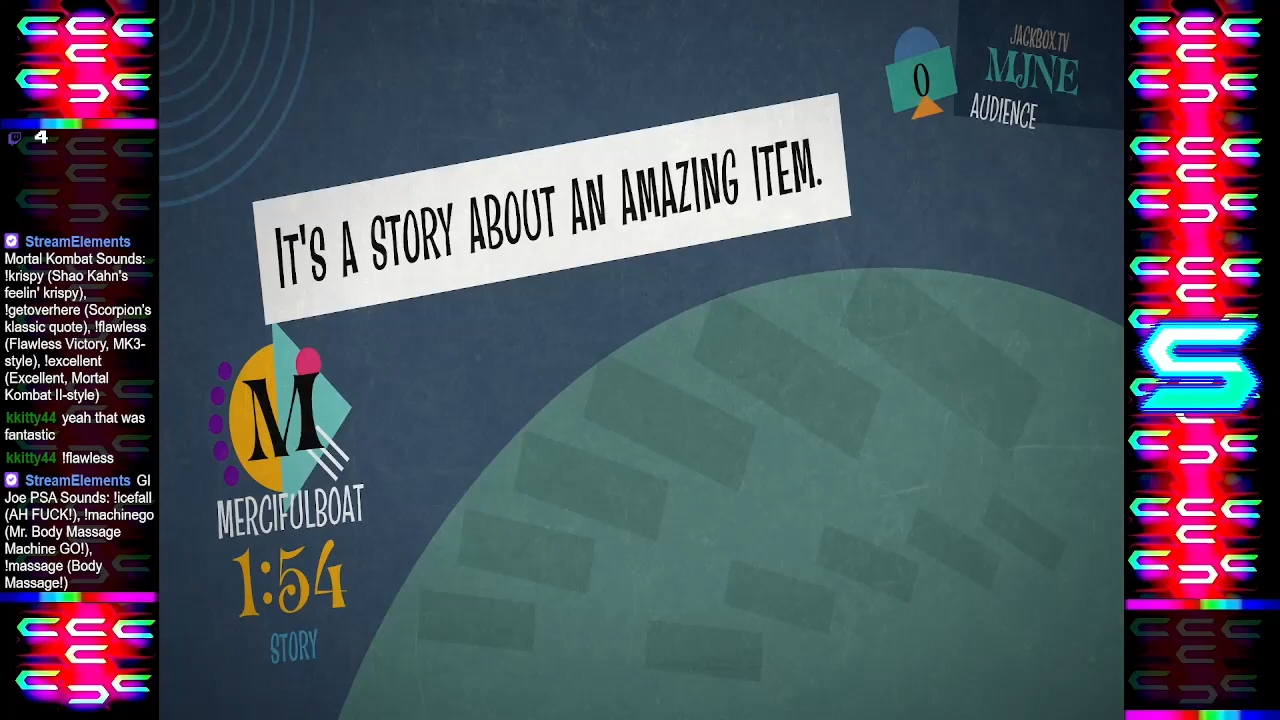 4
StreamElements
Mortal Kombat Sounds:
!krispy (Shao Kahn's
feelin' krispy),
!getoverhere (Scorpion's
klassic quote), !flawless
(Flawless Victory, MK3-
style), !excellent
(Excellent, Mortal
Kombat II-style)
kkitty44 yeah that was
fantastic
kkitty44 !flawless
StreamElements GI
Joe PSA Sounds: !icefall
(AH FUCK!), !machinego
(Mr. Body Massage
Machine GO!),
!massage (Body
Massage!)
IT'S A STORY ABOUT AN AMAZING ITEM.
M
MERCIFULBOAT
1:54
STORY
0
JACKBOX.TV
MJNE
AUDIENCE
S